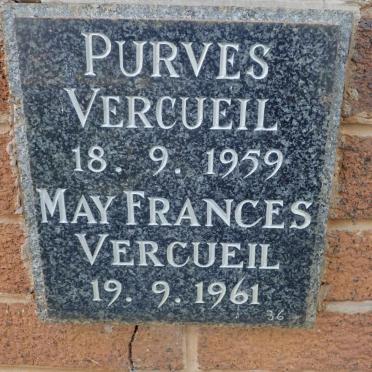 PURVES
VERCUEIL
18. 9. 1959
MAY FRANCES
VERCUEIL
19. 9. 1961
36